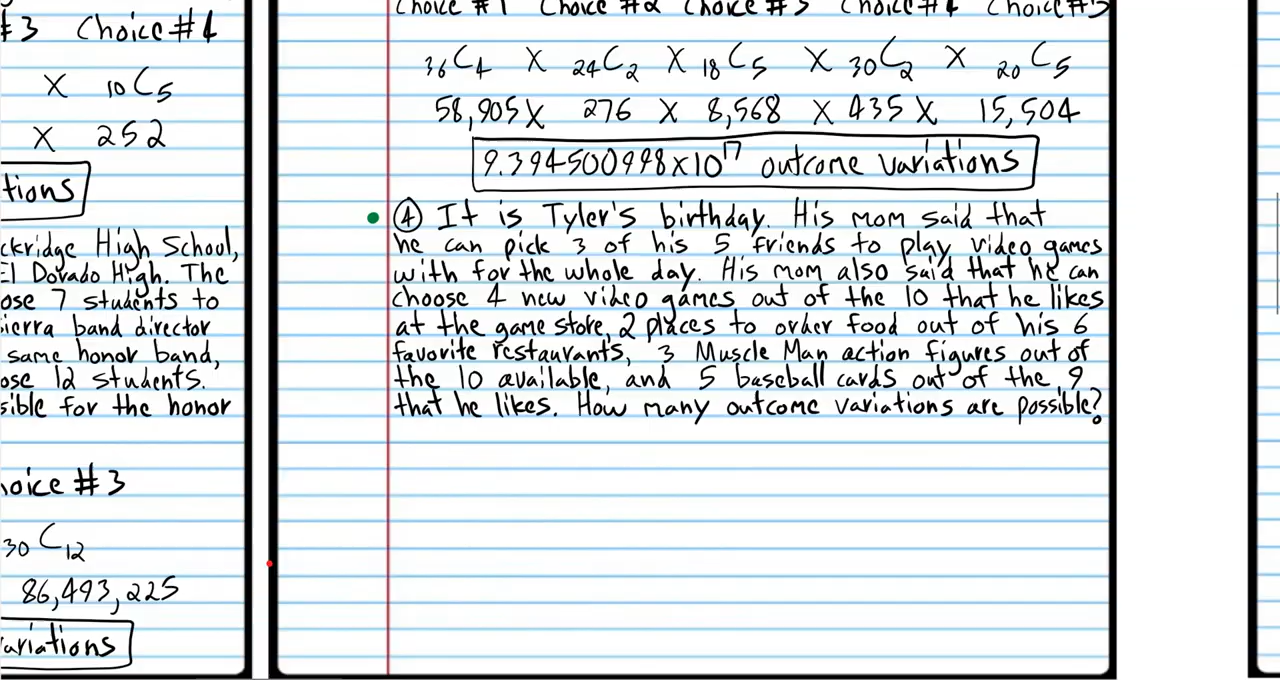 #3 Choice #4
X 10C5
X 252
tions
ckridge High School,
El Dorado High. The
ose 7 students to
sierra band director
same honor band,
ose 12 students.
sible for the honor
hoice #3
30C12
86,493,225
variations
Choice #1 Choice #2 Choice #3 Choice #4 Choice #5
36C4 X 24C2 X 18C5 X 30C2 X 20C5
58,905 X 276 X 8,568 X 435 X 15,504
9.394500998x10^17 outcome variations
④ It is Tyler's birthday. His mom said that
he can pick 3 of his 5 friends to play video games
with for the whole day. His mom also said that he can
choose 4 new video games out of the 10 that he likes
at the game store, 2 places to order food out of his 6
favorite restaurants, 3 Muscle Man action figures out of
the 10 available, and 5 baseball cards out of the 9
that he likes. How many outcome variations are possible?